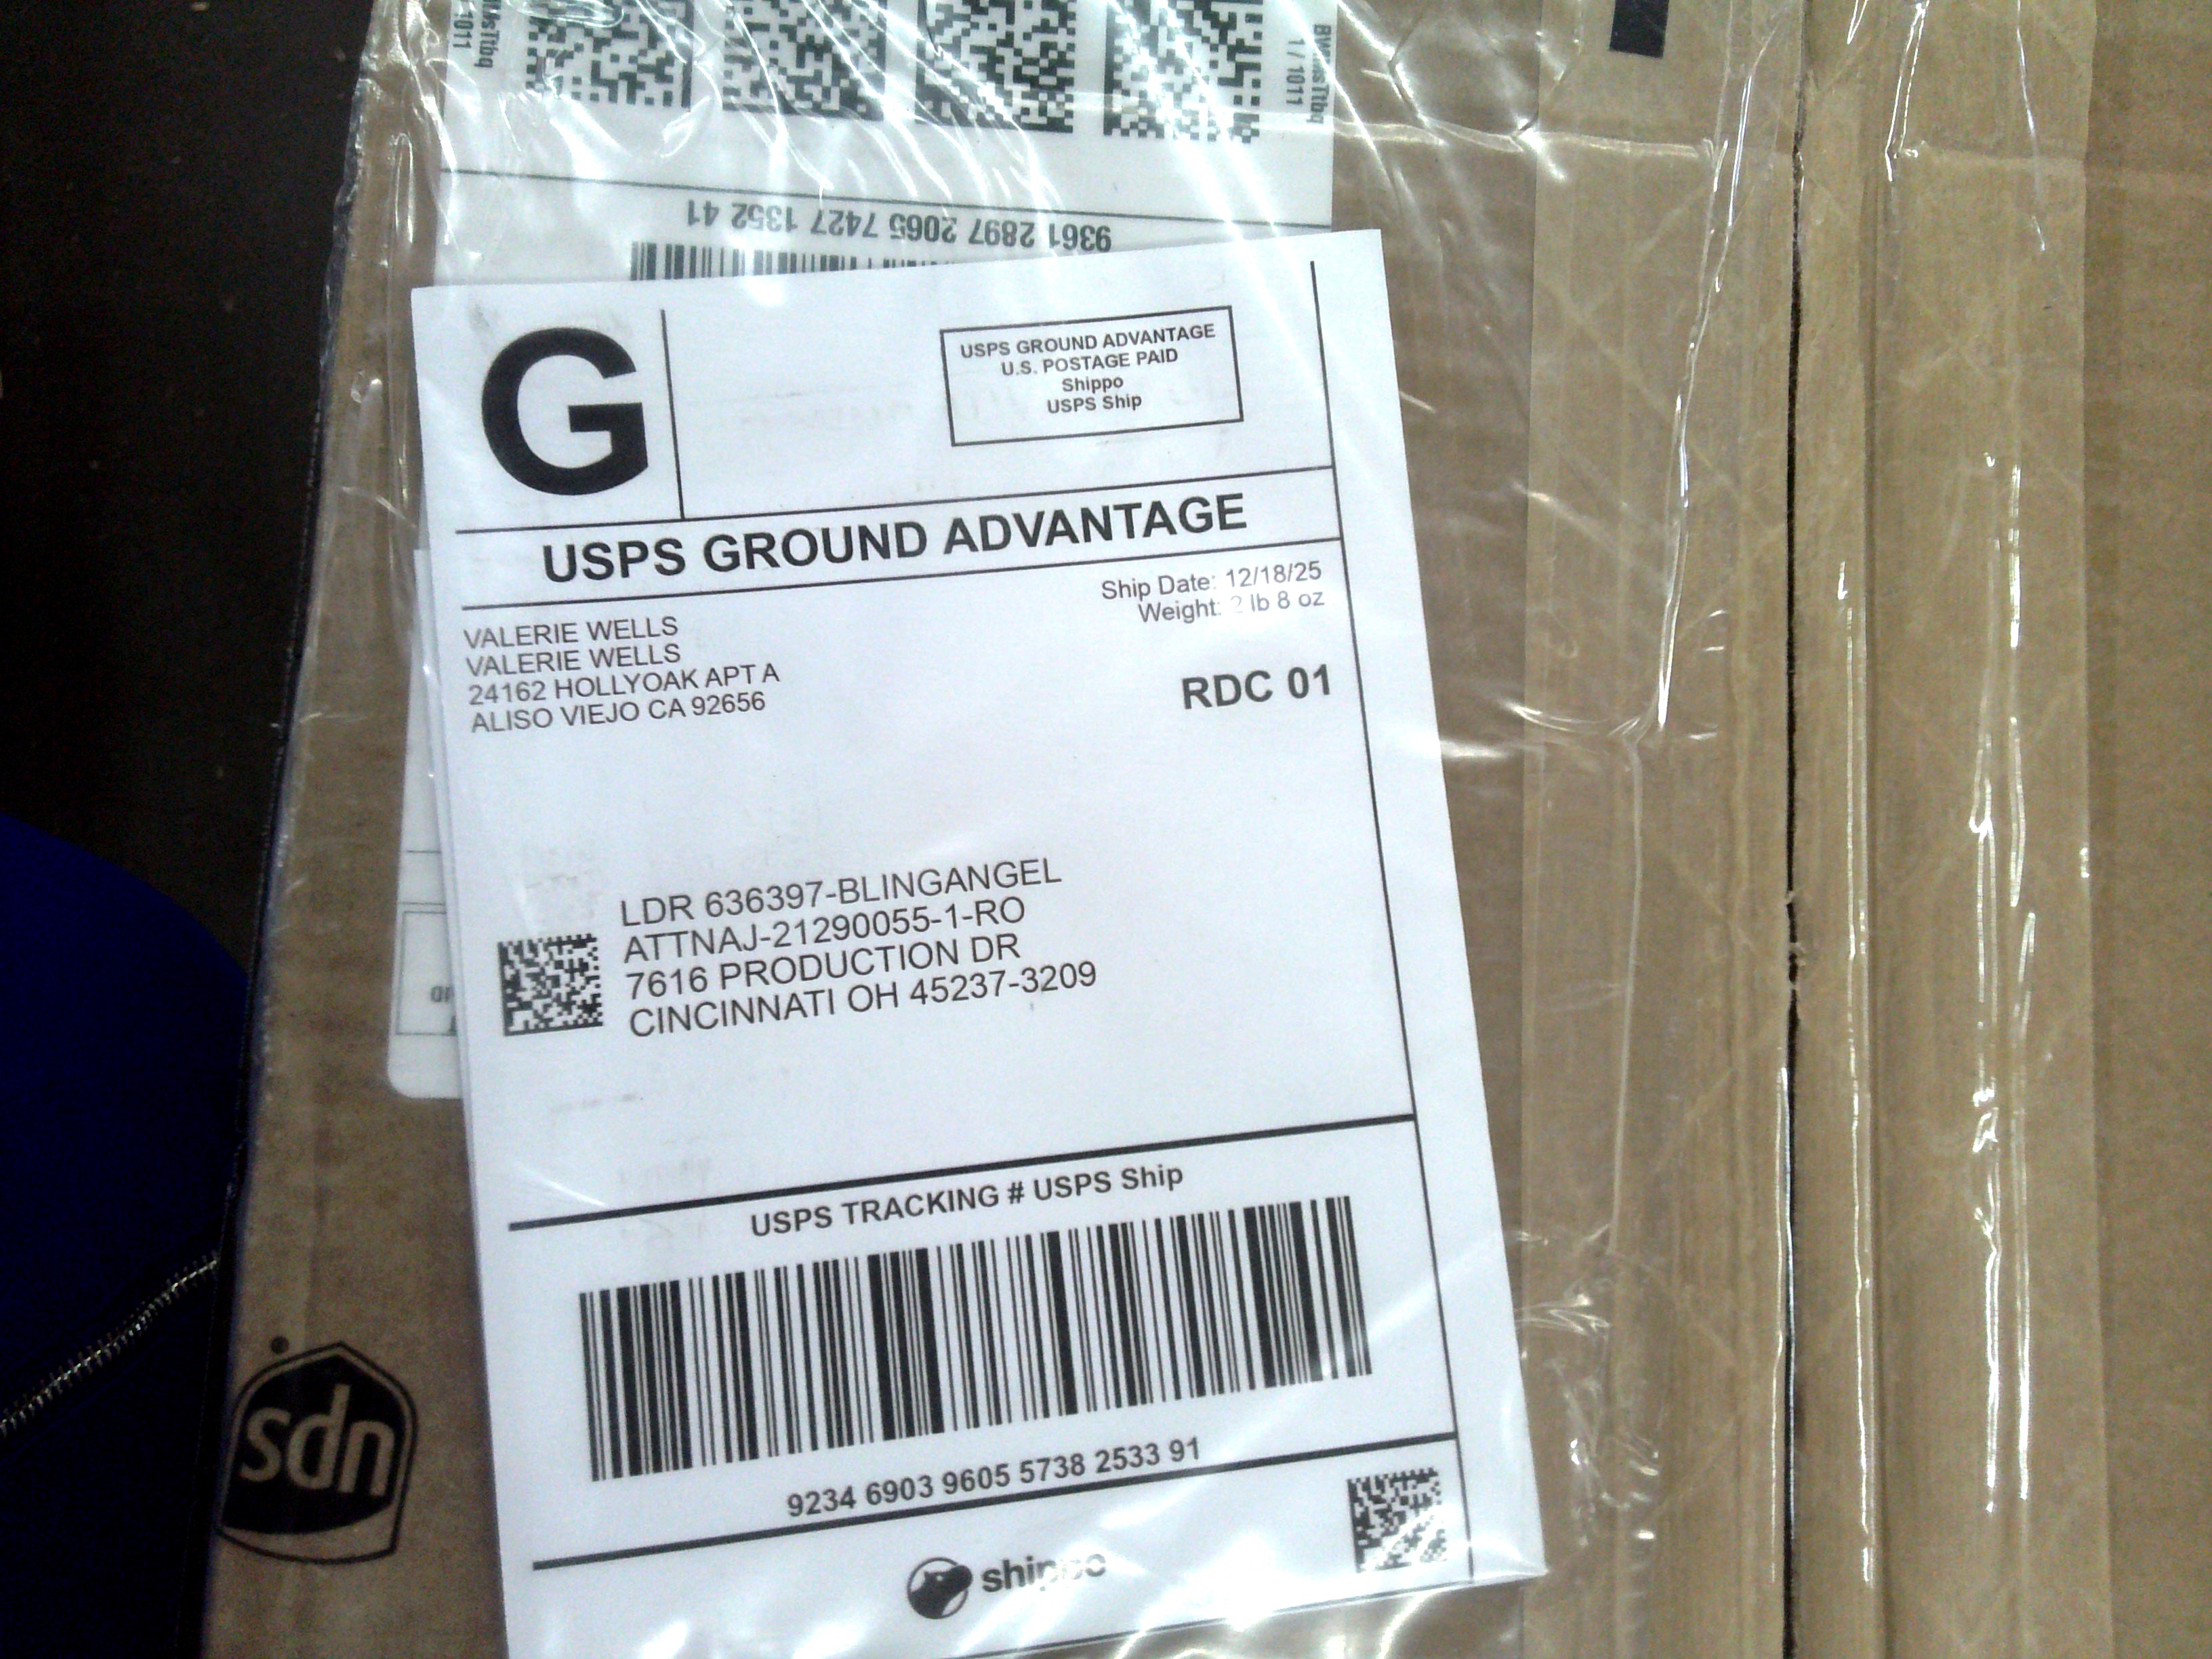 1 / 1011
9361 2897 2065 7427 1352 41
G
USPS GROUND ADVANTAGE
U.S. POSTAGE PAID
Shippo
USPS Ship
USPS GROUND ADVANTAGE
Ship Date: 12/18/25
Weight: 2 lb 8 oz
VALERIE WELLS
VALERIE WELLS
24162 HOLLYOAK APT A
ALISO VIEJO CA 92656
RDC 01
LDR 636397-BLINGANGEL
ATTNAJ-21290055-1-RO
7616 PRODUCTION DR
CINCINNATI OH 45237-3209
USPS TRACKING # USPS Ship
9234 6903 9605 5738 2533 91
shippo
ups